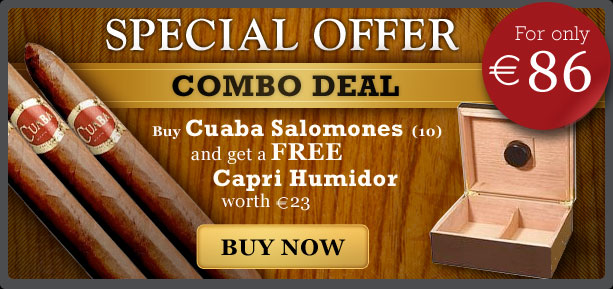 SPECIAL OFFER
For only
€86
COMBO DEAL
Buy Cuaba Salomones (10)
and get a FREE
Capri Humidor
worth €23
BUY NOW
CUABA
CUABA